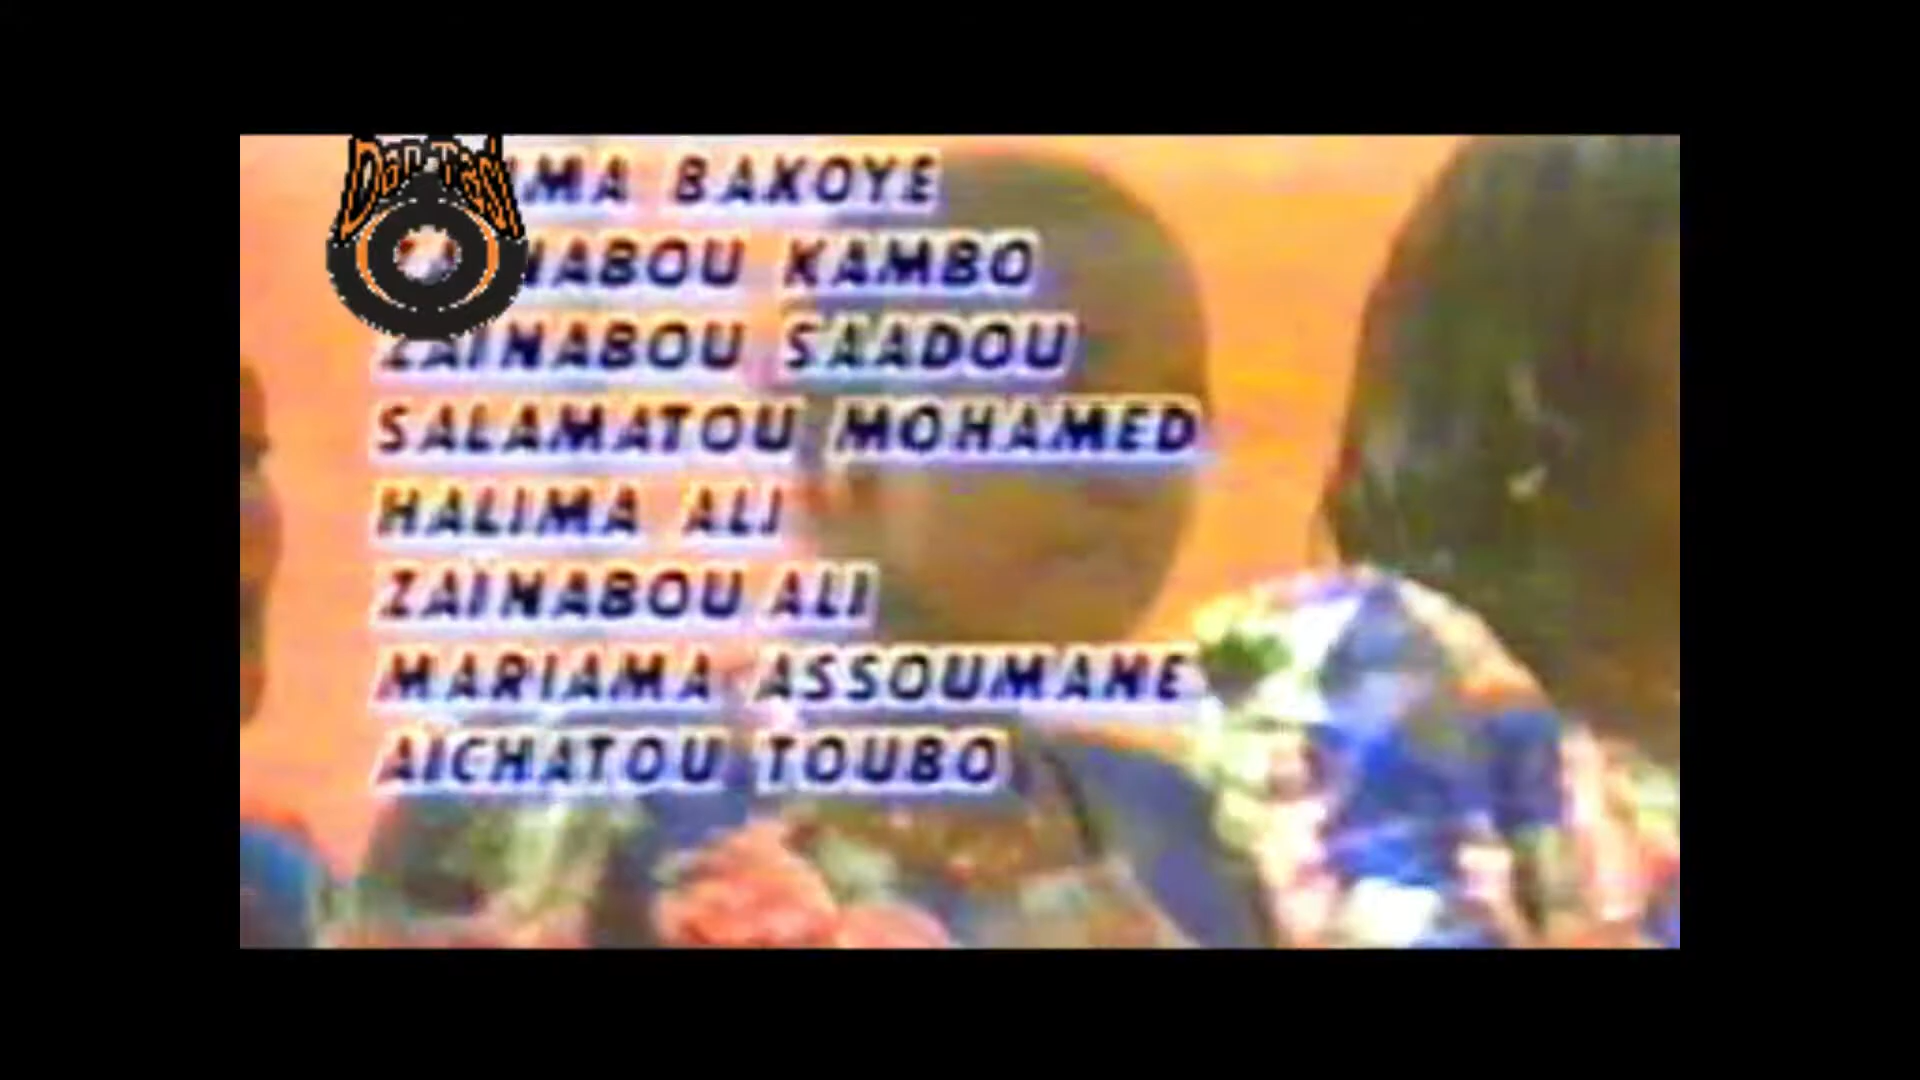 BAKOYE
KAMBO
ZAINABOU SAADOU
SALAMATOU MOHAMED
HALIMA ALI
ZAINABOU ALI
MARIAMA ASSOUMANE
AICHATOU TOUBO